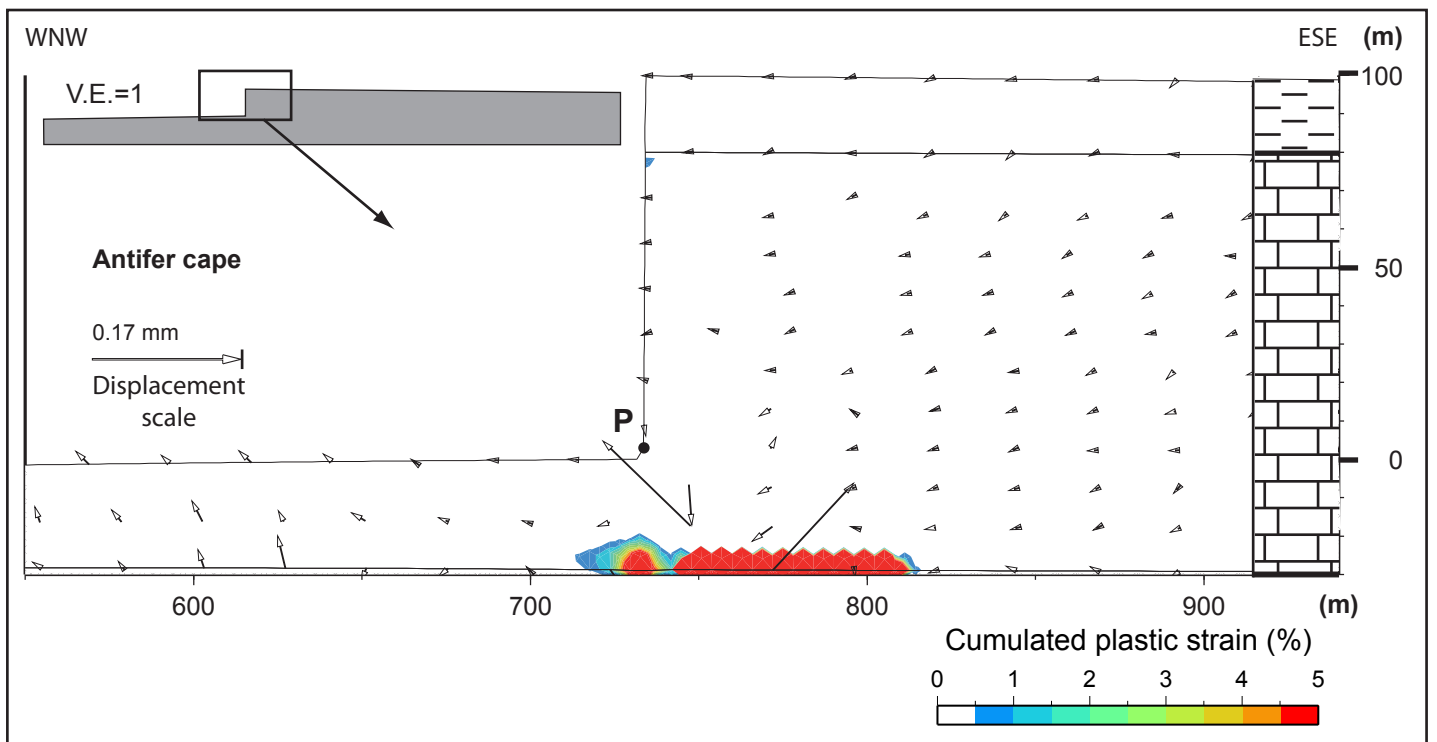 WNW
ESE (m)
V.E.=1
100
Antifer cape
50
0.17 mm
Displacement
scale
P
0
600
700
800
900
(m)
Cumulated plastic strain (%)
0 1 2 3 4 5